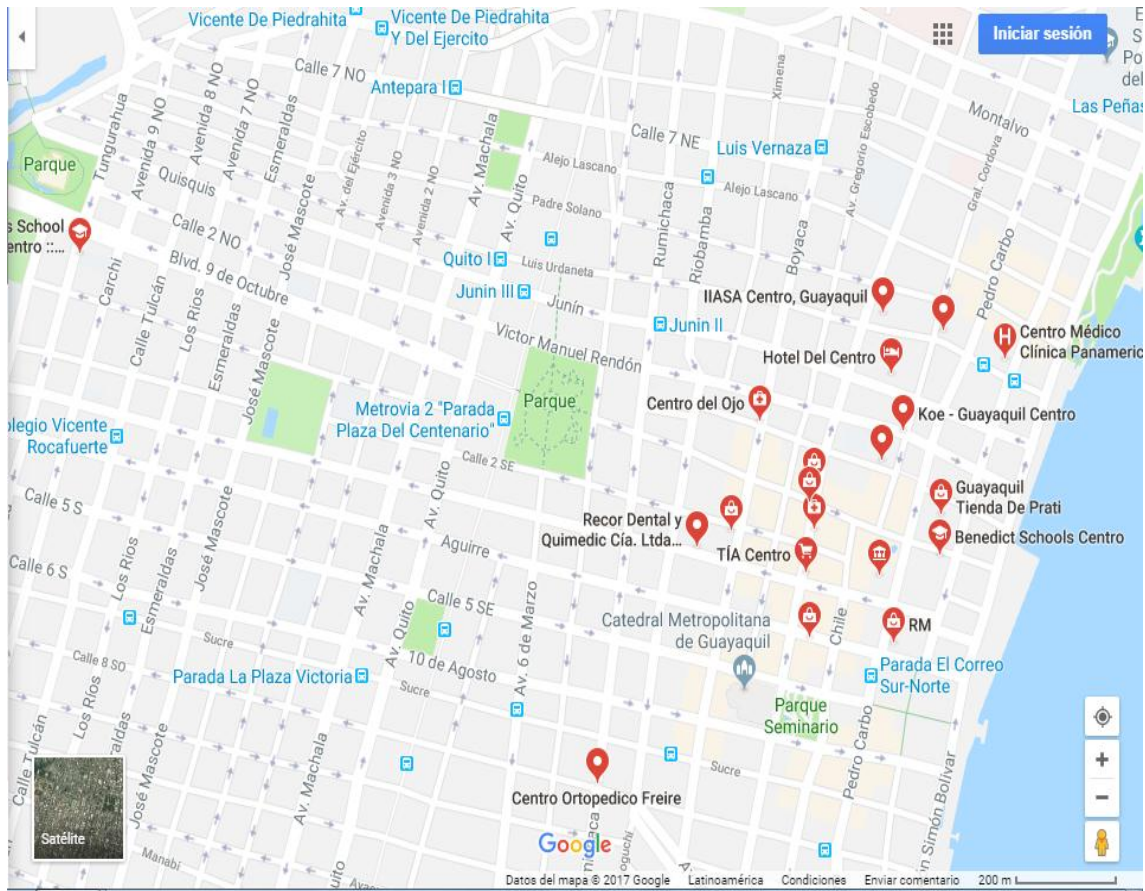 Vicente De Piedrahita
Vicente De Piedrahita
Y Del Ejercito
Iniciar sesión
Calle 7 NO
Antepara I
Ximena
Montalvo
Las Peñas
Tungurahua
Avenida 9 NO
Avenida 8 NO
Avenida 7 NO
Esmeraldas
Av. del Ejército
Avenida 3 NO
Avenida 2 NO
Av. Machala
Av. Quito
Calle 7 NE
Luis Vernaza
Av. Gregorio Escobedo
Gral. Cordova
Alejo Lascano
Alejo Lascano
Parque
Quisquis
José Mascote
Padre Solano
Rumichaca
Riobamba
Boyaca
Pedro Carbo
s School
entro ::...
Calle 2 NO
Blvd. 9 de Octubre
Carchi
Calle Tulcán
Los Rios
Esmeraldas
José Mascote
Quito I
Luis Urdaneta
Junin III
Junín
Junin II
IIASA Centro, Guayaquil
Centro Médico
Clínica Panameric
Victor Manuel Rendón
Hotel Del Centro
Metrovia 2 "Parada
Plaza Del Centenario"
Parque
Centro del Ojo
Koe - Guayaquil Centro
olegio Vicente
Rocafuerte
Calle 2 SE
Av. Quito
Calle 5 S
José Mascote
Guayaquil
Tienda De Prati
Recor Dental y
Quimedic Cía. Ltda...
Aguirre
TÍA Centro
Benedict Schools Centro
Los Ríos
Esmeraldas
Av. Machala
Calle 6 S
Calle 5 SE
Av. Quito
Av. 6 de Marzo
Catedral Metropolitana
de Guayaquil
Chile
RM
Sucre
10 de Agosto
Calle 8 SO
Parada La Plaza Victoria
Sucre
Parada El Correo
Sur-Norte
Parque
Seminario
Los Ríos
Calle Tulcán
José Mascote
Av. Machala
Pedro Carbo
Sucre
Centro Ortopedico Freire
Satélite
Manabí
Google
Datos del mapa © 2017 Google Latinoamérica Condiciones Enviar comentario 200 m